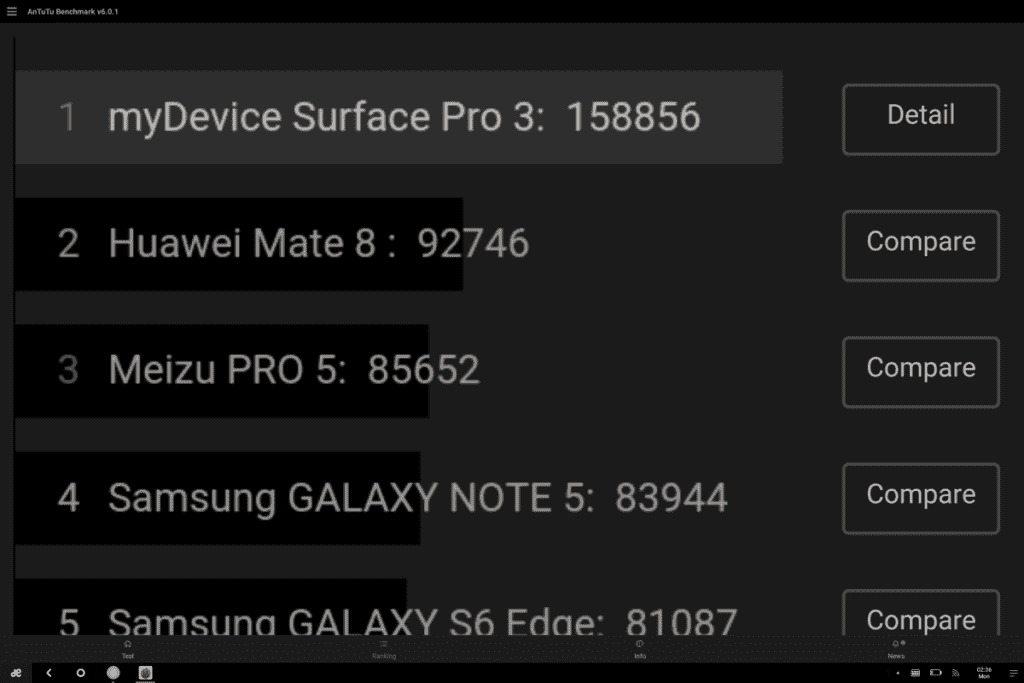 AnTuTu Benchmark v6.0.1
1 myDevice Surface Pro 3: 158856 Detail
2 Huawei Mate 8 : 92746 Compare
3 Meizu PRO 5: 85652 Compare
4 Samsung GALAXY NOTE 5: 83944 Compare
5 Samsung GALAXY S6 Edge: 81087 Compare
Test Ranking Info News
02:36
Mon